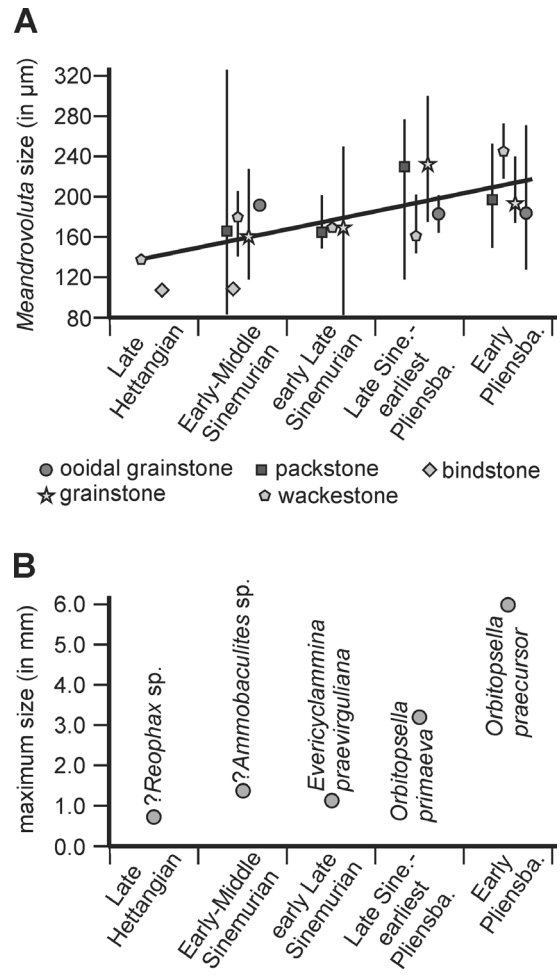 A
Meandrovoluta size (in µm)
320
280
240
200
160
120
80
Late
Hettangian
Early-Middle
Sinemurian
early Late
Sinemurian
Late Sine.-
earliest
Pliensba.
Early
Pliensba.
ooidal grainstone
packstone
bindstone
grainstone
wackestone
B
maximum size (in mm)
6.0
5.0
4.0
3.0
2.0
1.0
0.0
?Reophax sp.
?Ammobaculites sp.
Evericyclammina
praevirguliana
Orbitopsella
primaeva
Orbitopsella
praecursor
Late
Hettangian
Early-Middle
Sinemurian
early Late
Sinemurian
Late Sine.-
earliest
Pliensba.
Early
Pliensba.